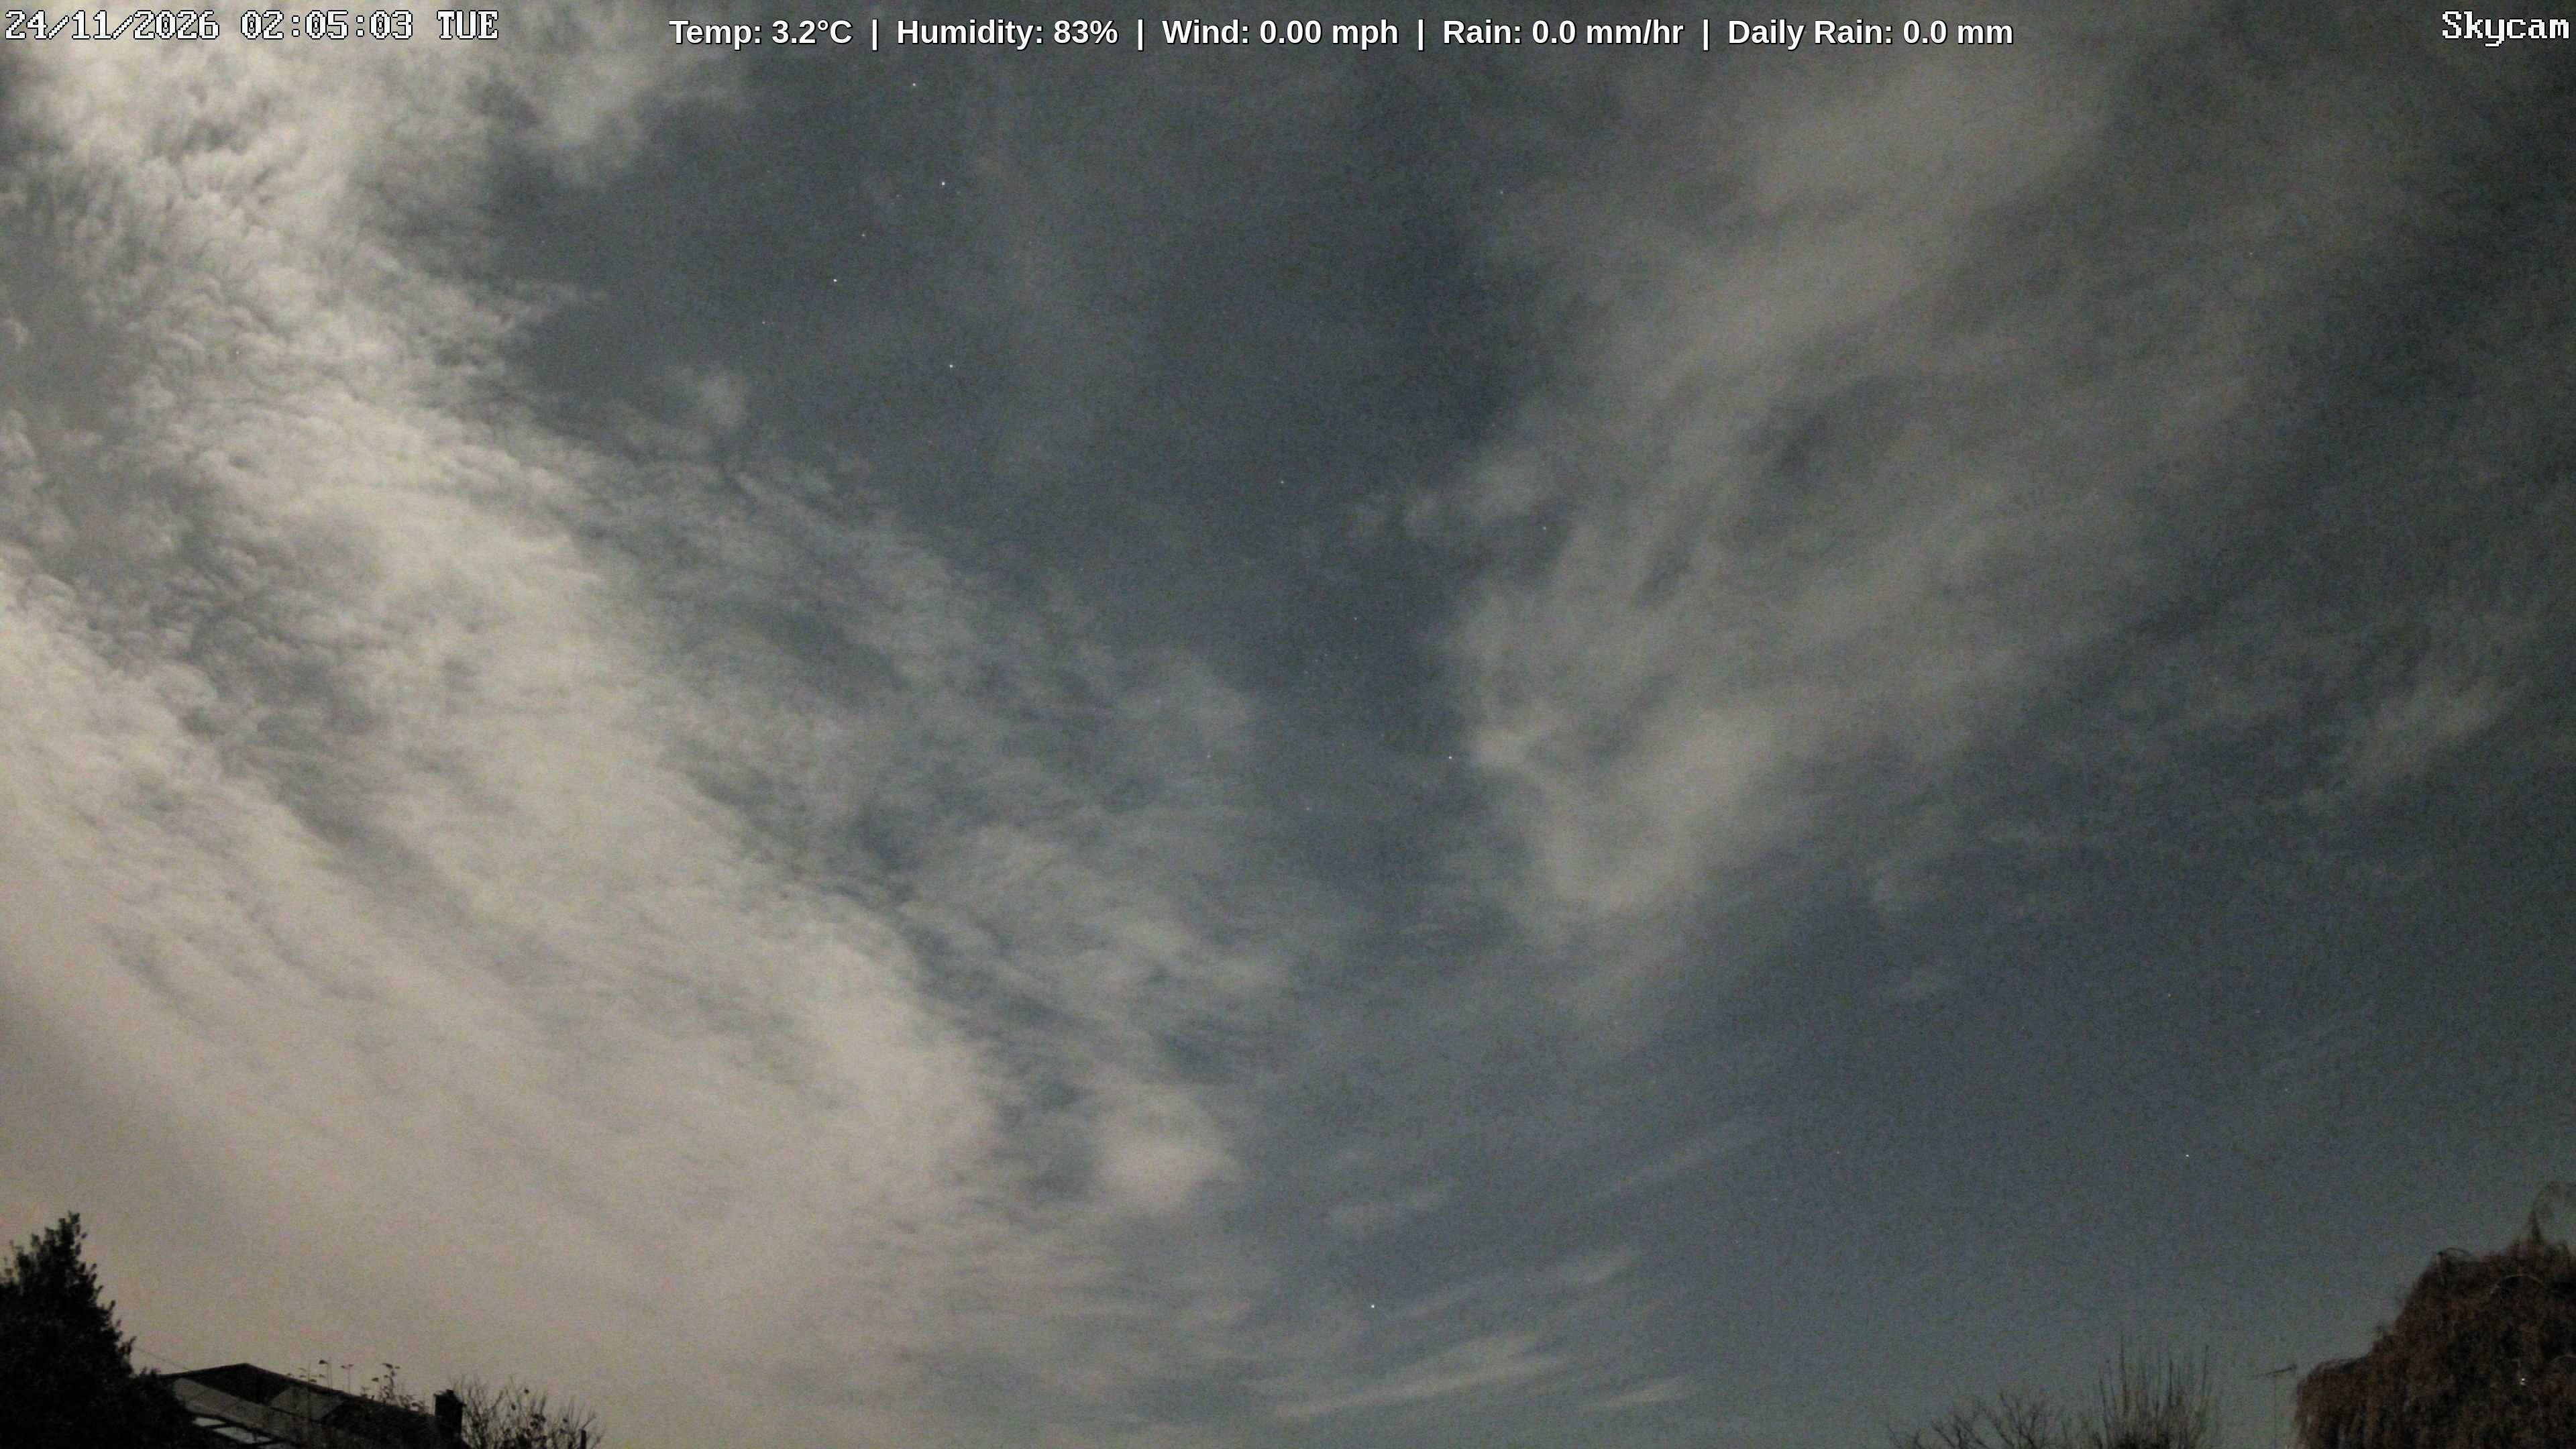 24/11/2026 02:05:03 TUE
Temp: 3.2°C | Humidity: 83% | Wind: 0.00 mph | Rain: 0.0 mm/hr | Daily Rain: 0.0 mm
Skycam